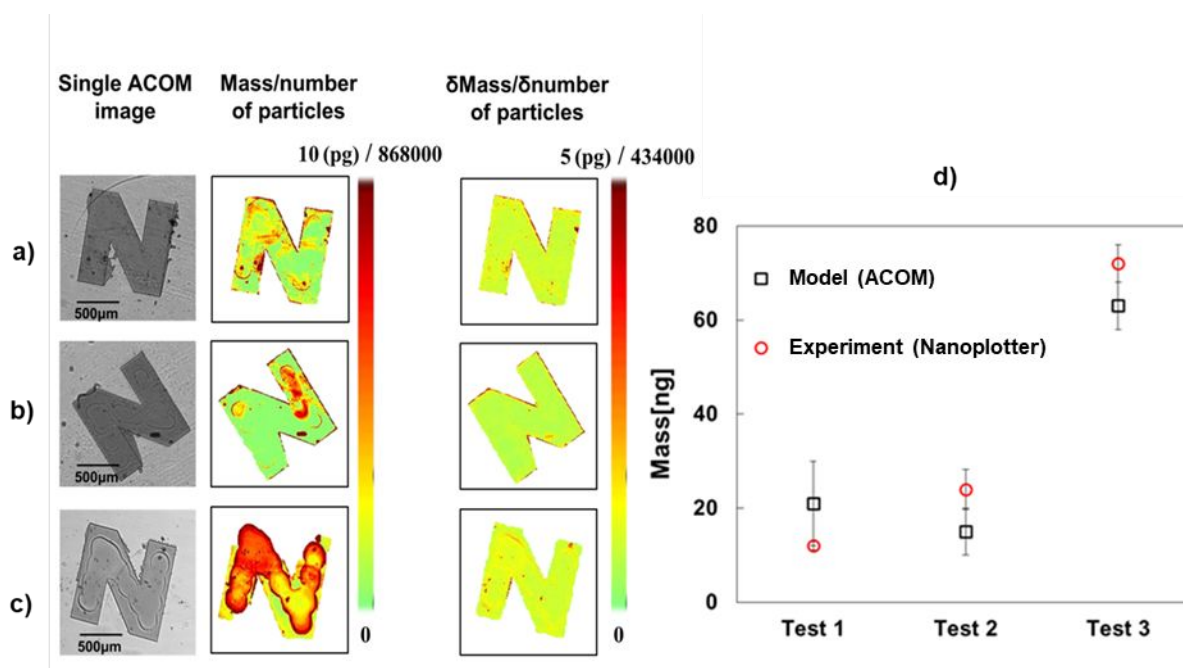 Single ACOM
image
Mass/number
of particles
δMass/δnumber
of particles
10 (pg) / 868000
5 (pg) / 434000
a)
500µm
b)
500µm
c)
500µm
0
0
d)
80
60
40
20
0
Mass[ng]
Model (ACOM)
Experiment (Nanoplotter)
Test 1
Test 2
Test 3